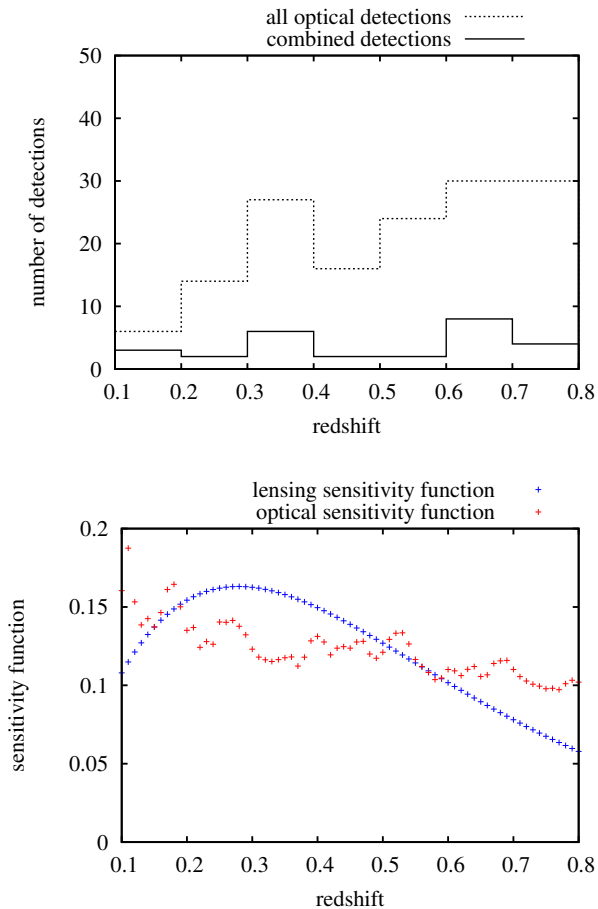 all optical detections
combined detections
50
40
30
20
10
0
number of detections
0.1 0.2 0.3 0.4 0.5 0.6 0.7 0.8
redshift
lensing sensitivity function
optical sensitivity function
0.2
0.15
0.1
0.05
0
sensitivity function
0.1 0.2 0.3 0.4 0.5 0.6 0.7 0.8
redshift